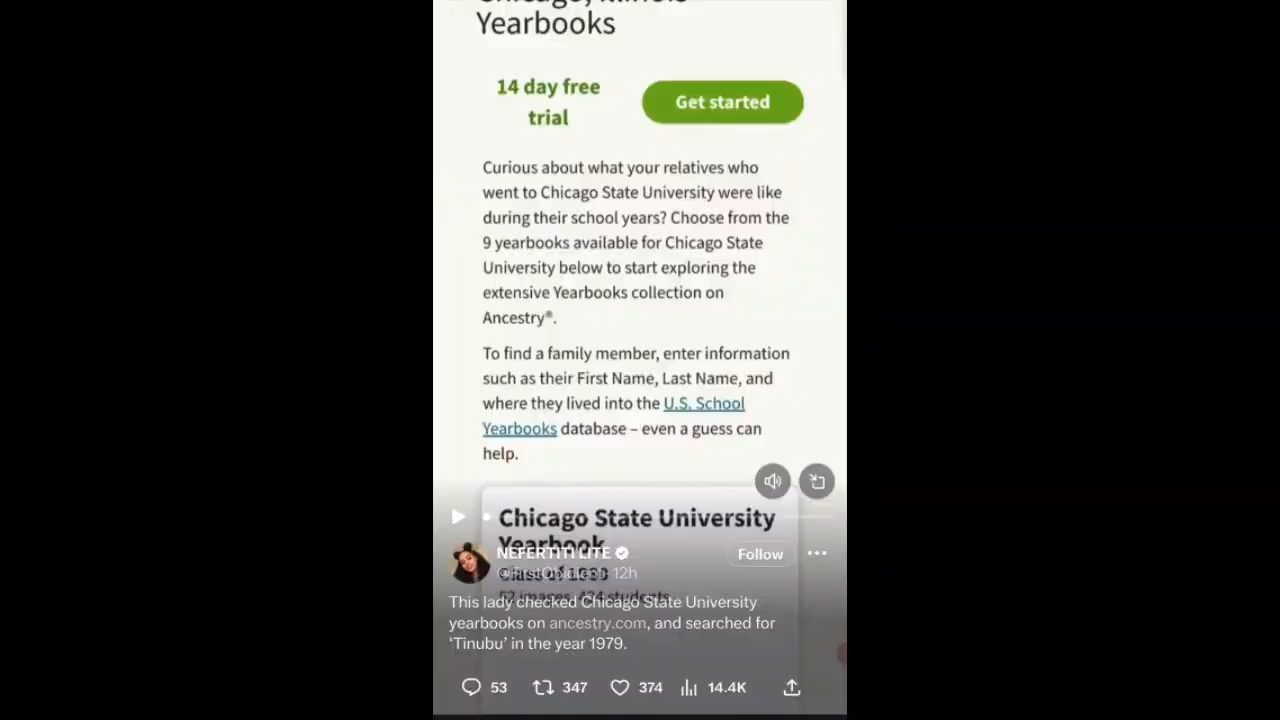 Yearbooks
14 day free
trial
Get started
Curious about what your relatives who
went to Chicago State University were like
during their school years? Choose from the
9 yearbooks available for Chicago State
University below to start exploring the
extensive Yearbooks collection on
Ancestry®.
To find a family member, enter information
such as their First Name, Last Name, and
where they lived into the U.S. School
Yearbooks database – even a guess can
help.
Chicago State University
Yearbook
NEFERTITI LITE
Follow
12h
This lady checked Chicago State University
yearbooks on ancestry.com, and searched for
‘Tinubu’ in the year 1979.
53 347 374 14.4K